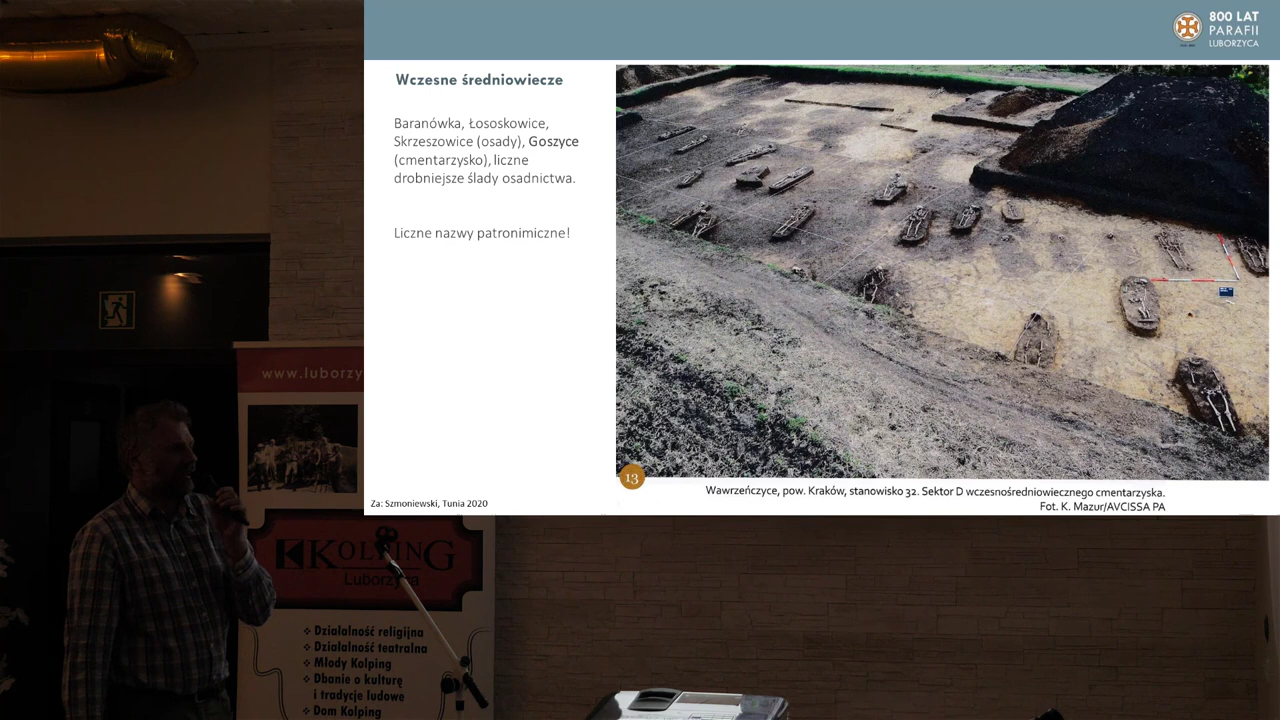 800 LAT
PARAFII
LUBORZYCA
Wczesne średniowiecze
Baranówka, Łososkowice,
Skrzeszowice (osady), Goszyce
(cmentarzysko), liczne
drobniejsze ślady osadnictwa.
Liczne nazwy patronimiczne!
13
Wawrzeńczyce, pow. Kraków, stanowisko 32. Sektor D wczesnośredniowiecznego cmentarzyska.
Fot. K. Mazur/AVCISSA PA
Za: Szmoniewski, Tunia 2020
www.luborzy
KOLPING
Luborzyca
Działalność religijna
Działalność teatralna
Młody Kolping
Dbanie o kulturę
i tradycje ludowe
Dom Kolping